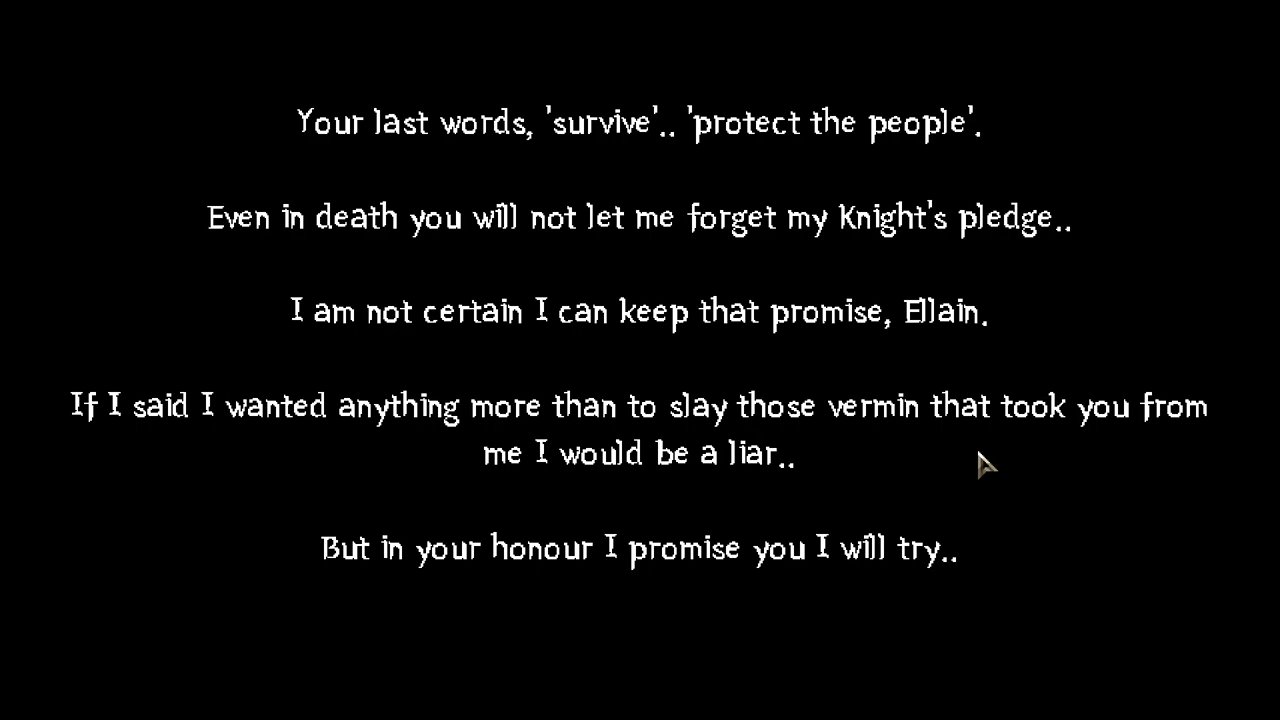 Your last words, 'survive'.. 'protect the people'.
Even in death you will not let me forget my Knight's pledge..
I am not certain I can keep that promise, Ellain.
If I said I wanted anything more than to slay those vermin that took you from
me I would be a liar..
But in your honour I promise you I will try..